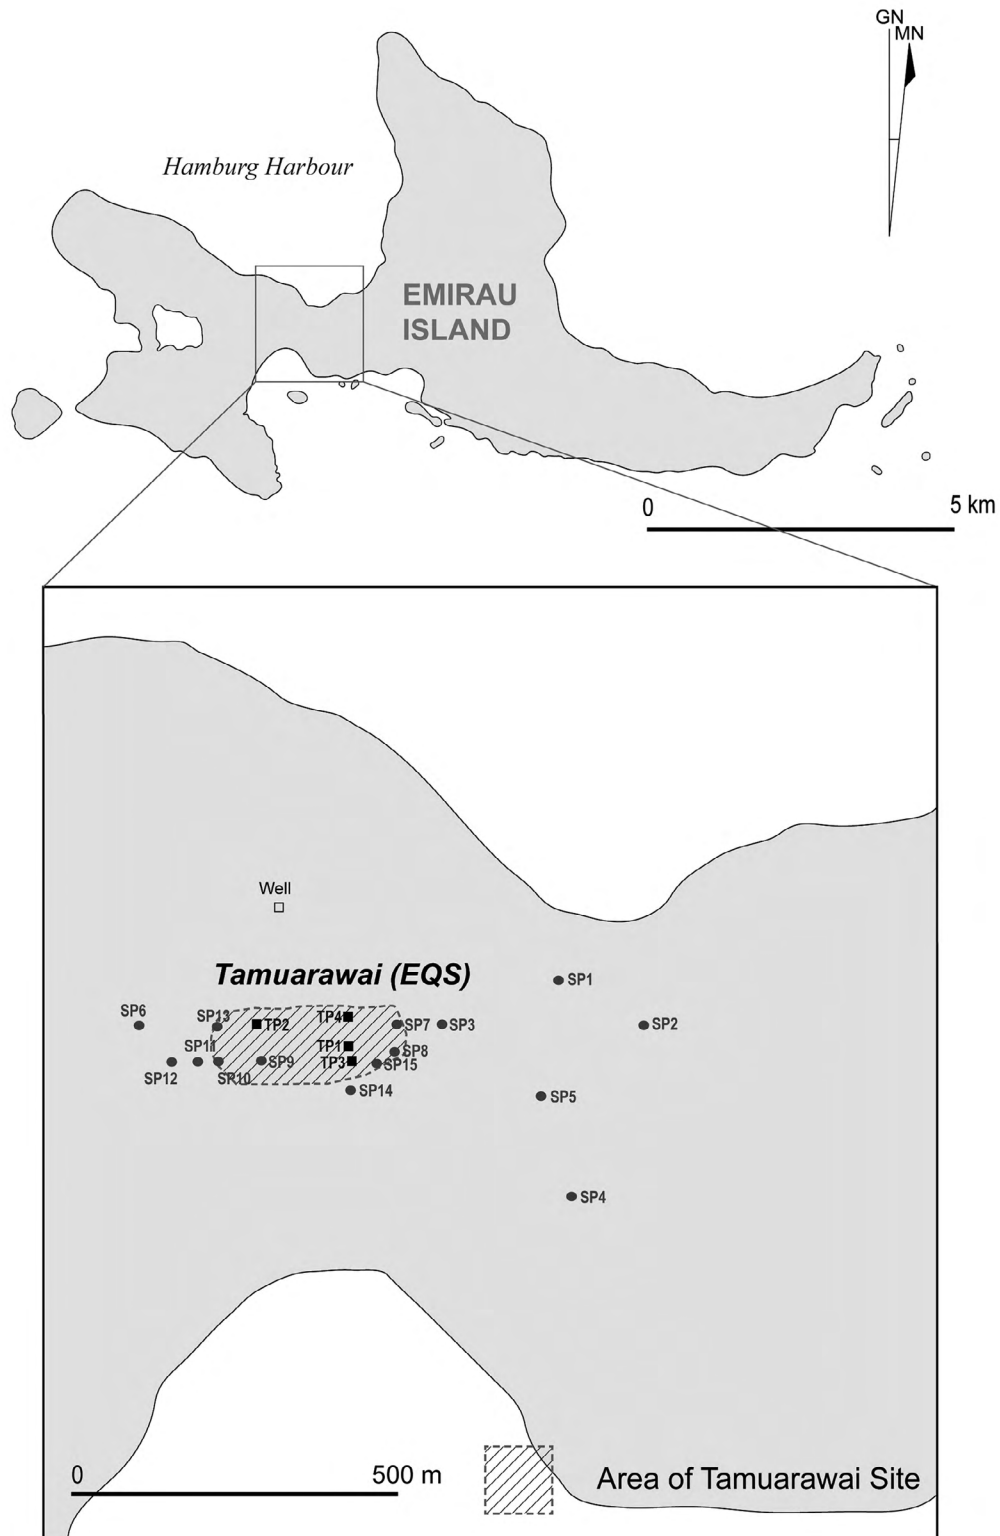 GN
MN
Hamburg Harbour
EMIRAU
ISLAND
0 5 km
Well
Tamuarawai (EQS)
SP1
SP6
SP13
TP2
TP4
SP7
SP3
SP2
SP11
TP1
SP8
SP12
SP10
SP9
TP3
SP15
SP14
SP5
SP4
0 500 m
Area of Tamuarawai Site